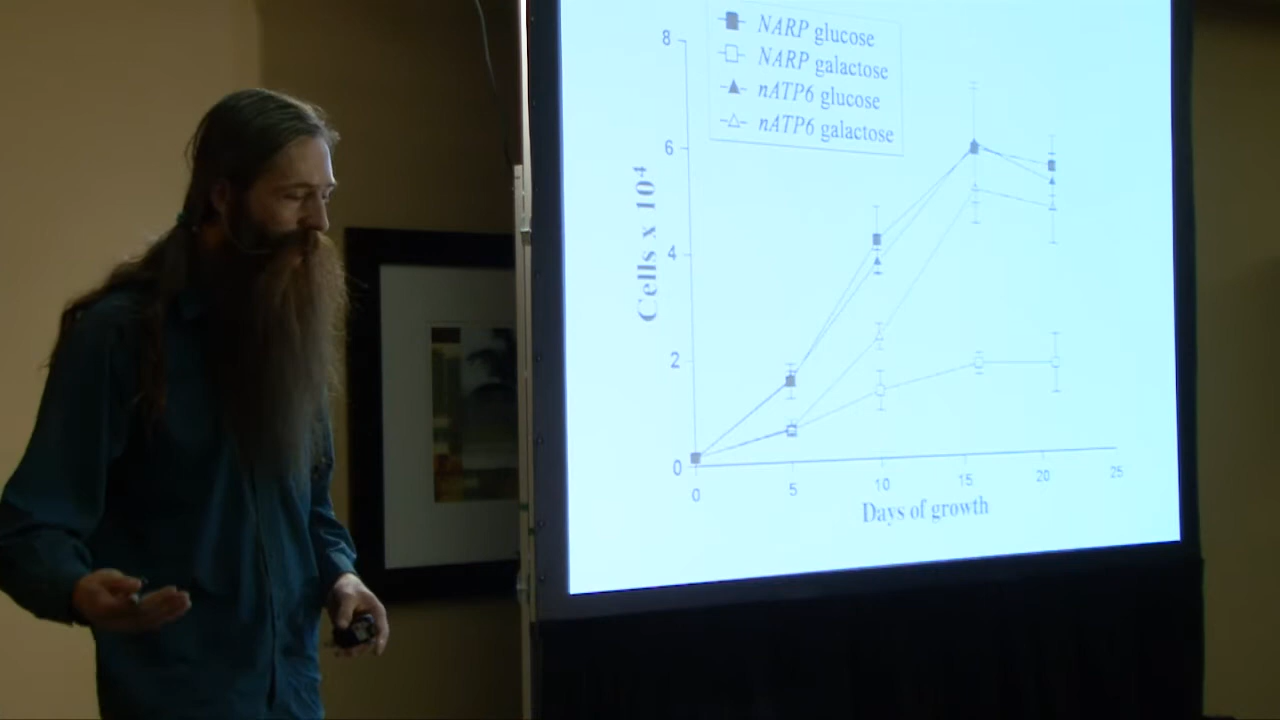 NARP glucose
NARP galactose
nATP6 glucose
nATP6 galactose
8
6
4
2
0
Cells x 10⁴
0 5 10 15 20 25
Days of growth